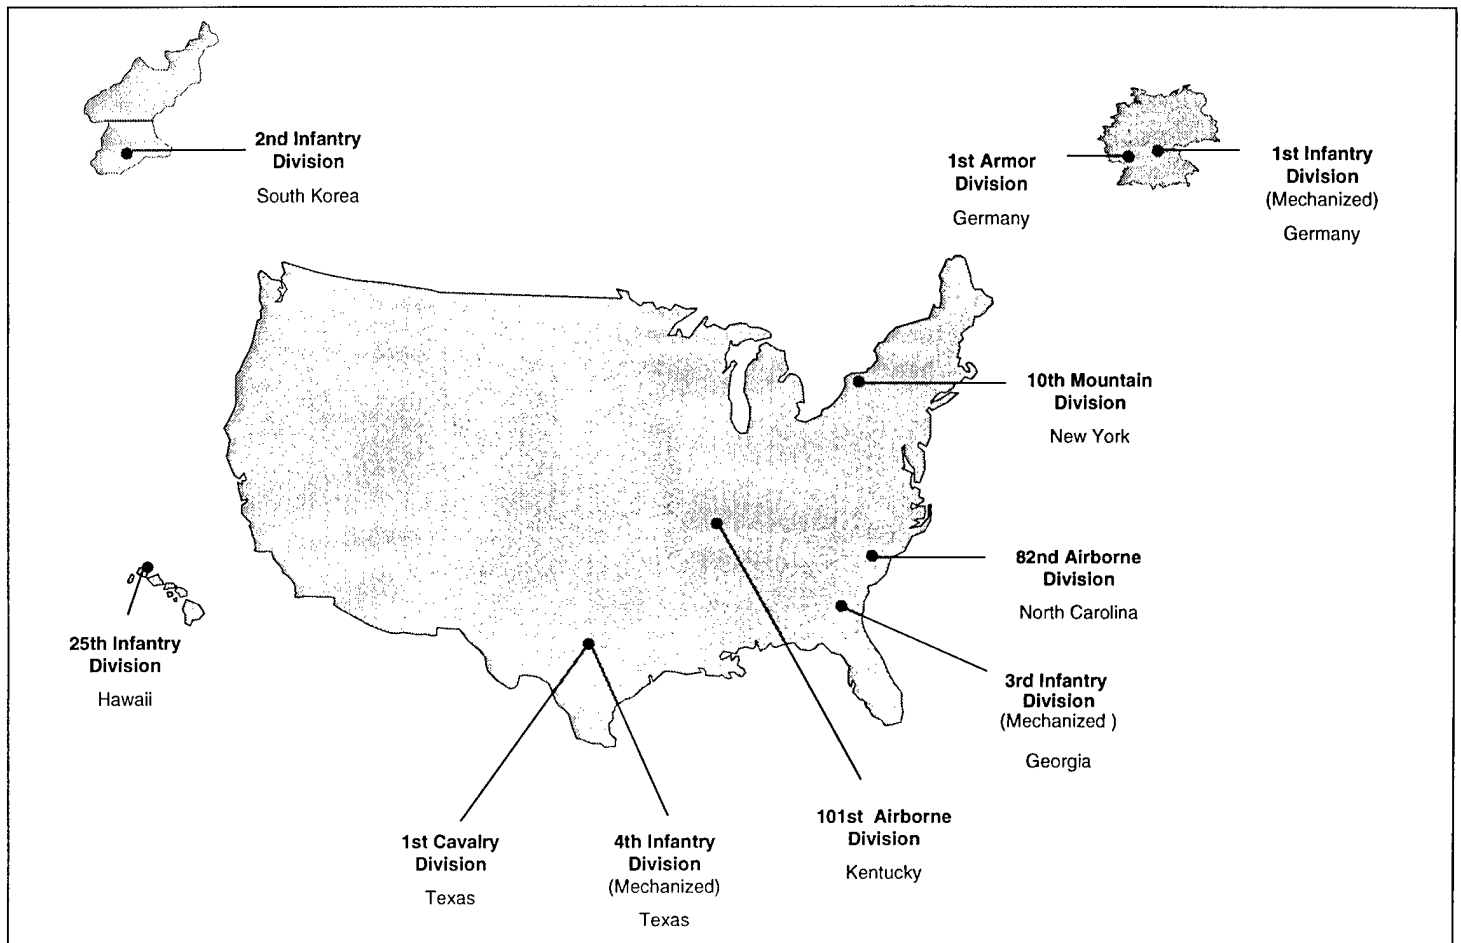 2nd Infantry
Division
South Korea
1st Armor
Division
Germany
1st Infantry
Division
(Mechanized)
Germany
10th Mountain
Division
New York
82nd Airborne
Division
North Carolina
25th Infantry
Division
Hawaii
3rd Infantry
Division
(Mechanized )
Georgia
1st Cavalry
Division
Texas
4th Infantry
Division
(Mechanized)
Texas
101st Airborne
Division
Kentucky